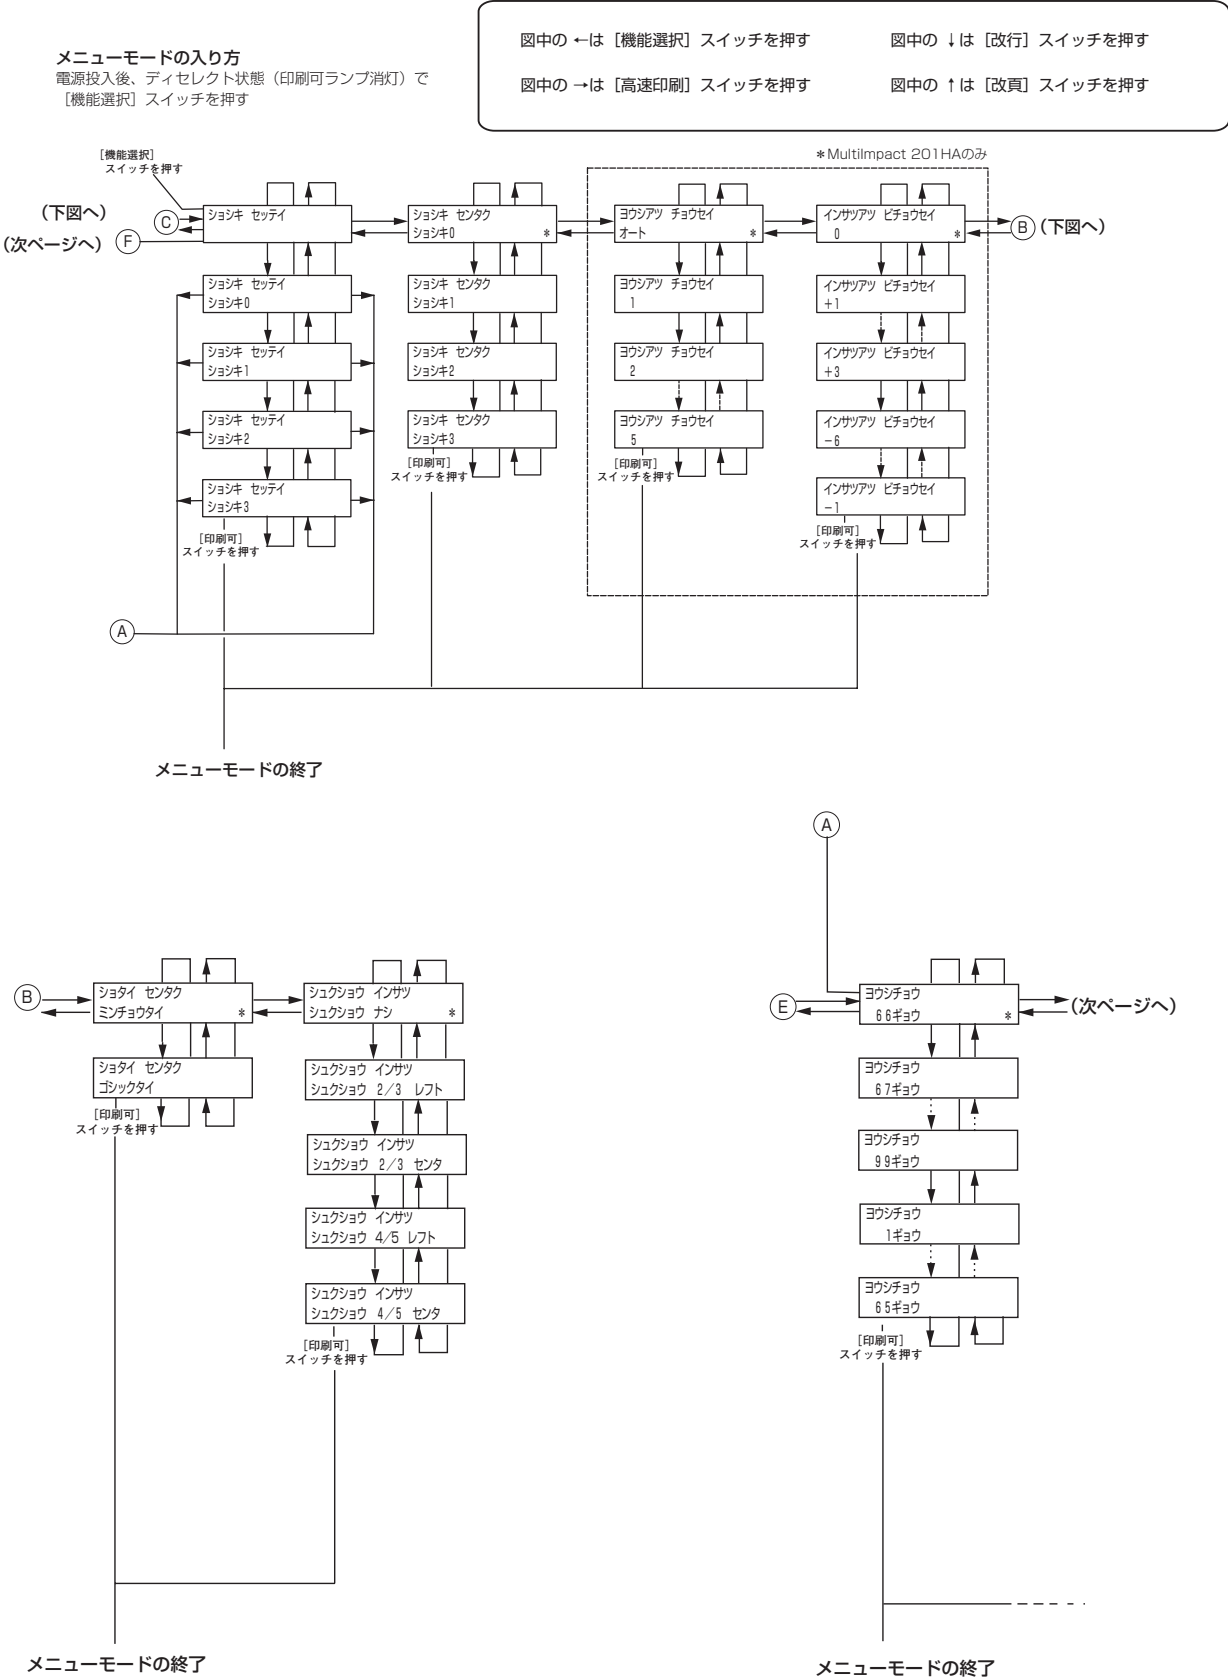 図中の ←は［機能選択］スイッチを押す
図中の ↓は［改行］スイッチを押す
図中の →は［高速印刷］スイッチを押す
図中の ↑は［改頁］スイッチを押す
メニューモードの入り方
電源投入後、ディセレクト状態（印刷可ランプ消灯）で
［機能選択］スイッチを押す
＊MultiImpact 201HAのみ
［機能選択］
スイッチを押す
（下図へ）
C
（次ページへ）
F
ショシキ セッテイ
ショシキ センタク
ショシキ0 *
ヨウシアツ チョウセイ
オート *
インサツアツ ビチョウセイ
0 *
B
（下図へ）
ショシキ セッテイ
ショシキ0
ショシキ センタク
ショシキ1
ヨウシアツ チョウセイ
1
インサツアツ ビチョウセイ
+1
ショシキ セッテイ
ショシキ1
ショシキ センタク
ショシキ2
ヨウシアツ チョウセイ
2
インサツアツ ビチョウセイ
+3
ショシキ セッテイ
ショシキ2
ショシキ センタク
ショシキ3
ヨウシアツ チョウセイ
5
インサツアツ ビチョウセイ
−6
［印刷可］
スイッチを押す
［印刷可］
スイッチを押す
ショシキ セッテイ
ショシキ3
インサツアツ ビチョウセイ
−1
［印刷可］
スイッチを押す
［印刷可］
スイッチを押す
A
メニューモードの終了
A
B
ショタイ センタク
ミンチョウタイ *
シュクショウ インサツ
シュクショウ ナシ *
E
ヨウシチョウ
66ギョウ *
（次ページへ）
ショタイ センタク
ゴシックタイ
シュクショウ インサツ
シュクショウ 2／3 レフト
ヨウシチョウ
67ギョウ
［印刷可］
スイッチを押す
シュクショウ インサツ
シュクショウ 2／3 センタ
ヨウシチョウ
99ギョウ
シュクショウ インサツ
シュクショウ 4/5 レフト
ヨウシチョウ
1ギョウ
シュクショウ インサツ
シュクショウ 4／5 センタ
ヨウシチョウ
65ギョウ
［印刷可］
スイッチを押す
［印刷可］
スイッチを押す
メニューモードの終了
メニューモードの終了